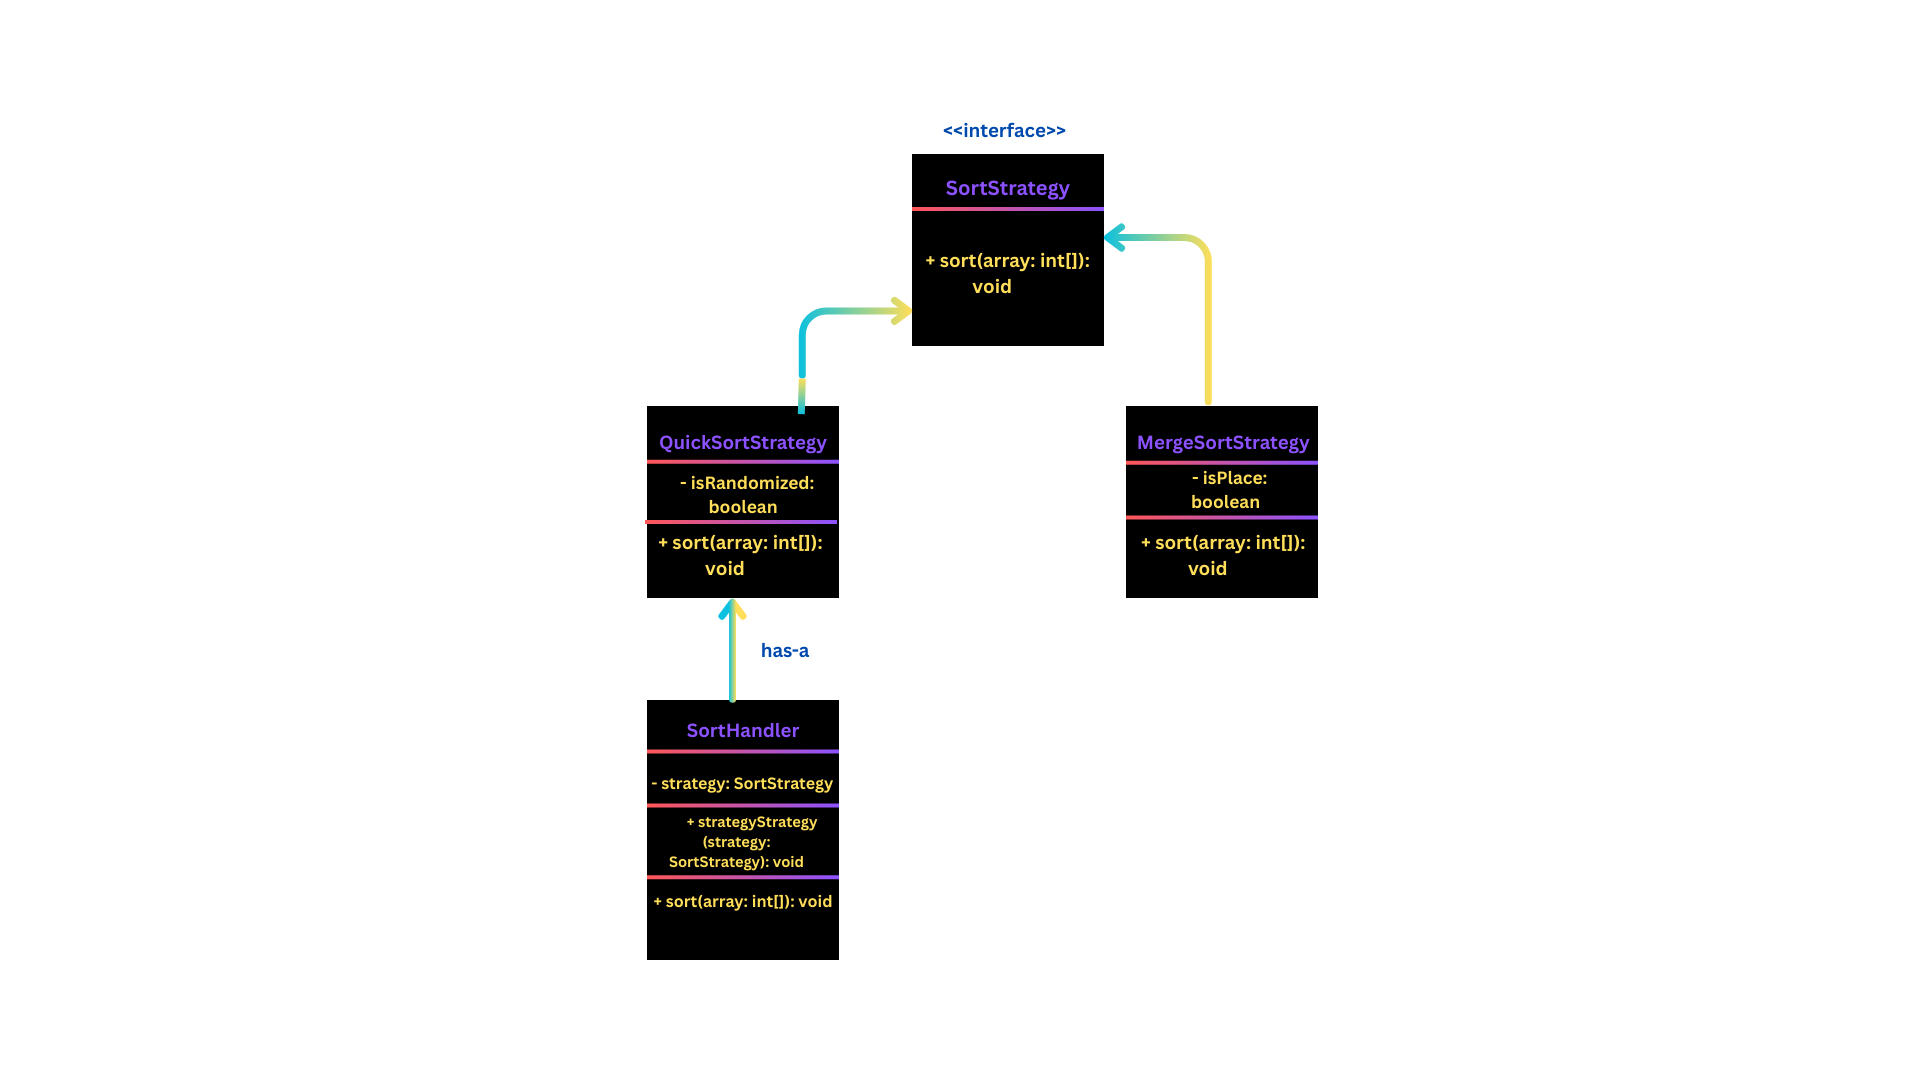 <<interface>>
SortStrategy
+ sort(array: int[]):
void
QuickSortStrategy
- isRandomized:
boolean
+ sort(array: int[]):
void
MergeSortStrategy
- isPlace:
boolean
+ sort(array: int[]):
void
has-a
SortHandler
- strategy: SortStrategy
+ strategyStrategy
(strategy:
SortStrategy): void
+ sort(array: int[]): void